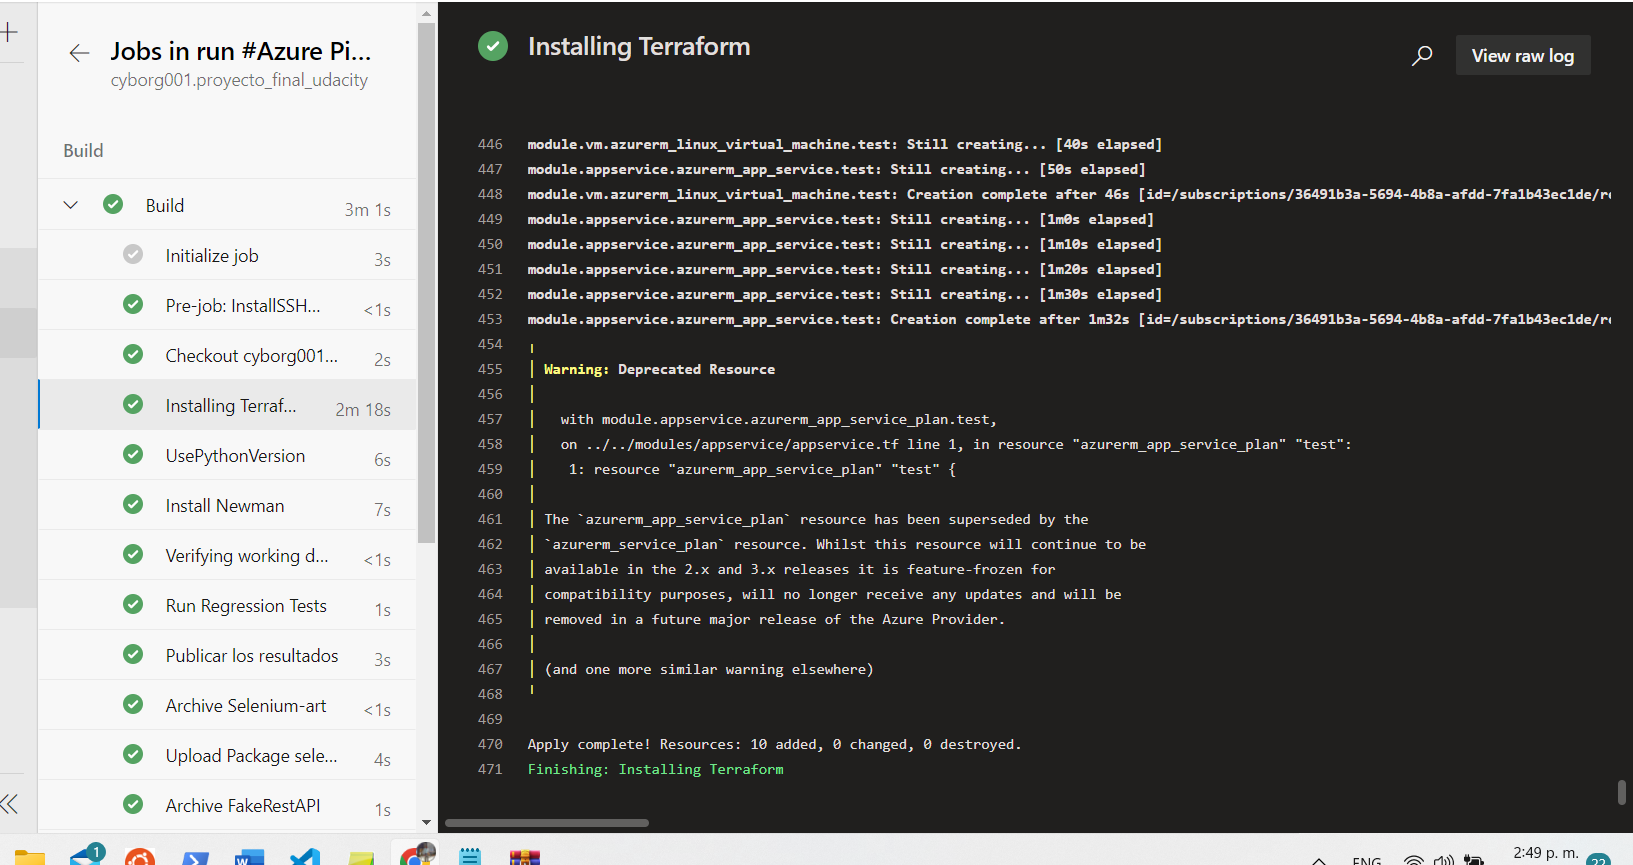 Jobs in run #Azure Pi...
cyborg001.proyecto_final_udacity
Build
Build 3m 1s
Initialize job 3s
Pre-job: InstallSSH... <1s
Checkout cyborg001... 2s
Installing Terraf... 2m 18s
UsePythonVersion 6s
Install Newman 7s
Verifying working d... <1s
Run Regression Tests 1s
Publicar los resultados 3s
Archive Selenium-art <1s
Upload Package sele... 4s
Archive FakeRestAPI 1s
Installing Terraform
View raw log
446 module.vm.azurerm_linux_virtual_machine.test: Still creating... [40s elapsed]
447 module.appservice.azurerm_app_service.test: Still creating... [50s elapsed]
448 module.vm.azurerm_linux_virtual_machine.test: Creation complete after 46s [id=/subscriptions/36491b3a-5694-4b8a-afdd-7fa1b43ec1de/r
449 module.appservice.azurerm_app_service.test: Still creating... [1m0s elapsed]
450 module.appservice.azurerm_app_service.test: Still creating... [1m10s elapsed]
451 module.appservice.azurerm_app_service.test: Still creating... [1m20s elapsed]
452 module.appservice.azurerm_app_service.test: Still creating... [1m30s elapsed]
453 module.appservice.azurerm_app_service.test: Creation complete after 1m32s [id=/subscriptions/36491b3a-5694-4b8a-afdd-7fa1b43ec1de/r
454
455 Warning: Deprecated Resource
456
457 with module.appservice.azurerm_app_service_plan.test,
458 on ../../modules/appservice/appservice.tf line 1, in resource "azurerm_app_service_plan" "test":
459 1: resource "azurerm_app_service_plan" "test" {
460
461 The `azurerm_app_service_plan` resource has been superseded by the
462 `azurerm_service_plan` resource. Whilst this resource will continue to be
463 available in the 2.x and 3.x releases it is feature-frozen for
464 compatibility purposes, will no longer receive any updates and will be
465 removed in a future major release of the Azure Provider.
466
467 (and one more similar warning elsewhere)
468
469
470 Apply complete! Resources: 10 added, 0 changed, 0 destroyed.
471 Finishing: Installing Terraform
1
ENG
2:49 p. m.
22